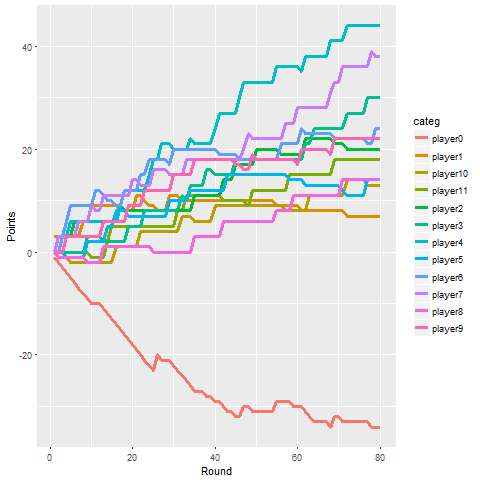 40
20
0
-20
Points
0
20
40
60
80
Round
categ
player0
player1
player10
player11
player2
player3
player4
player5
player6
player7
player8
player9